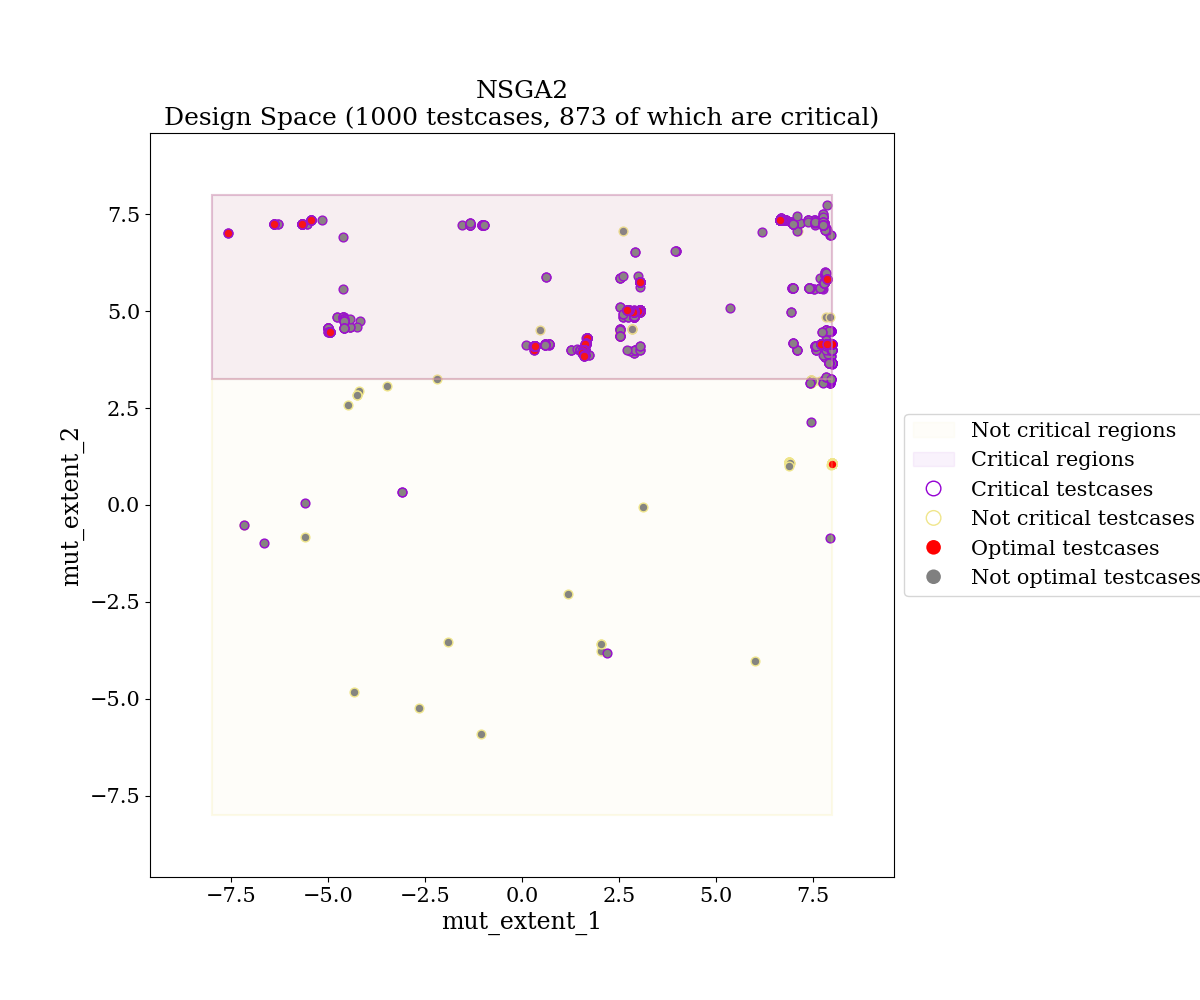 NSGA2
Design Space (1000 testcases, 873 of which are critical)
mut_extent_2
7.5
5.0
2.5
0.0
−2.5
−5.0
−7.5
−7.5
−5.0
−2.5
0.0
2.5
5.0
7.5
mut_extent_1
Not critical regions
Critical regions
Critical testcases
Not critical testcases
Optimal testcases
Not optimal testcases